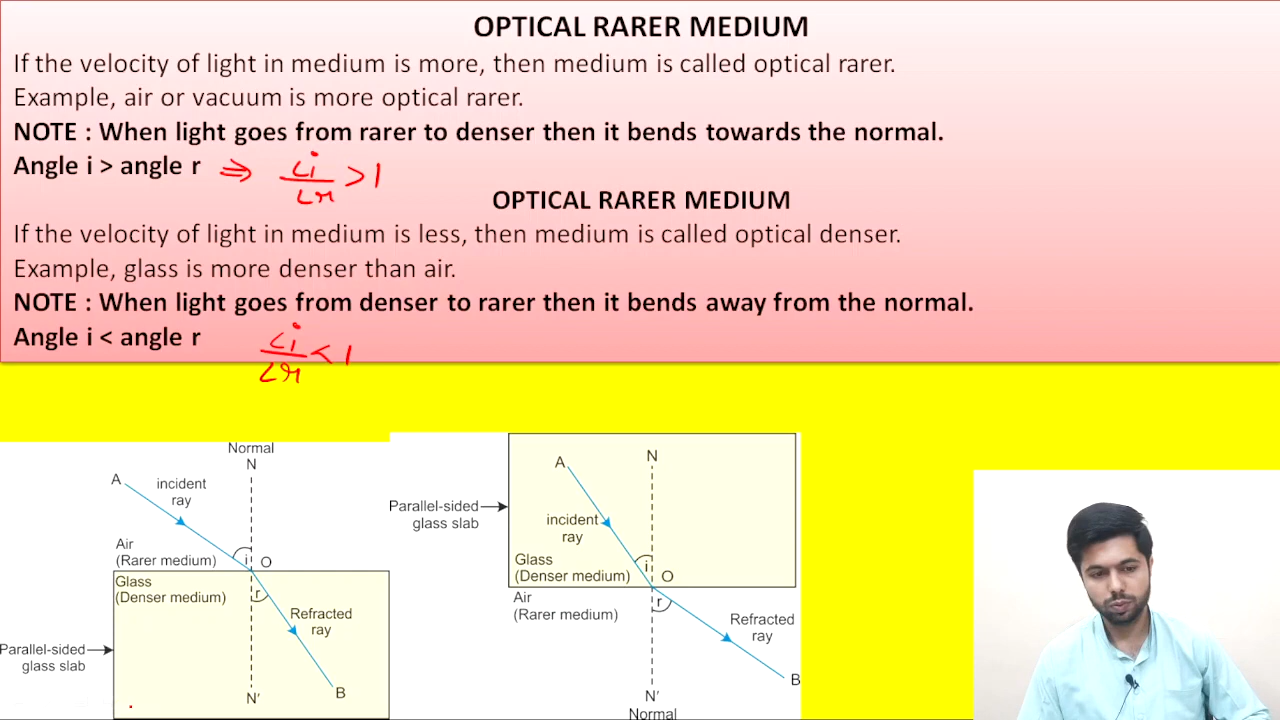 OPTICAL RARER MEDIUM
If the velocity of light in medium is more, then medium is called optical rarer.
Example, air or vacuum is more optical rarer.
NOTE : When light goes from rarer to denser then it bends towards the normal.
Angle i > angle r ⇒ ∠i/∠r > 1
OPTICAL RARER MEDIUM
If the velocity of light in medium is less, then medium is called optical denser.
Example, glass is more denser than air.
NOTE : When light goes from denser to rarer then it bends away from the normal.
Angle i < angle r ∠i/∠r < 1
Normal
N
A
incident
ray
Air
(Rarer medium)
i
O
Glass
(Denser medium)
r
Refracted
ray
Parallel-sided
glass slab
N'
B
N
A
Parallel-sided
glass slab
incident
ray
Glass
(Denser medium)
i
O
Air
(Rarer medium)
r
Refracted
ray
B
N'
Normal